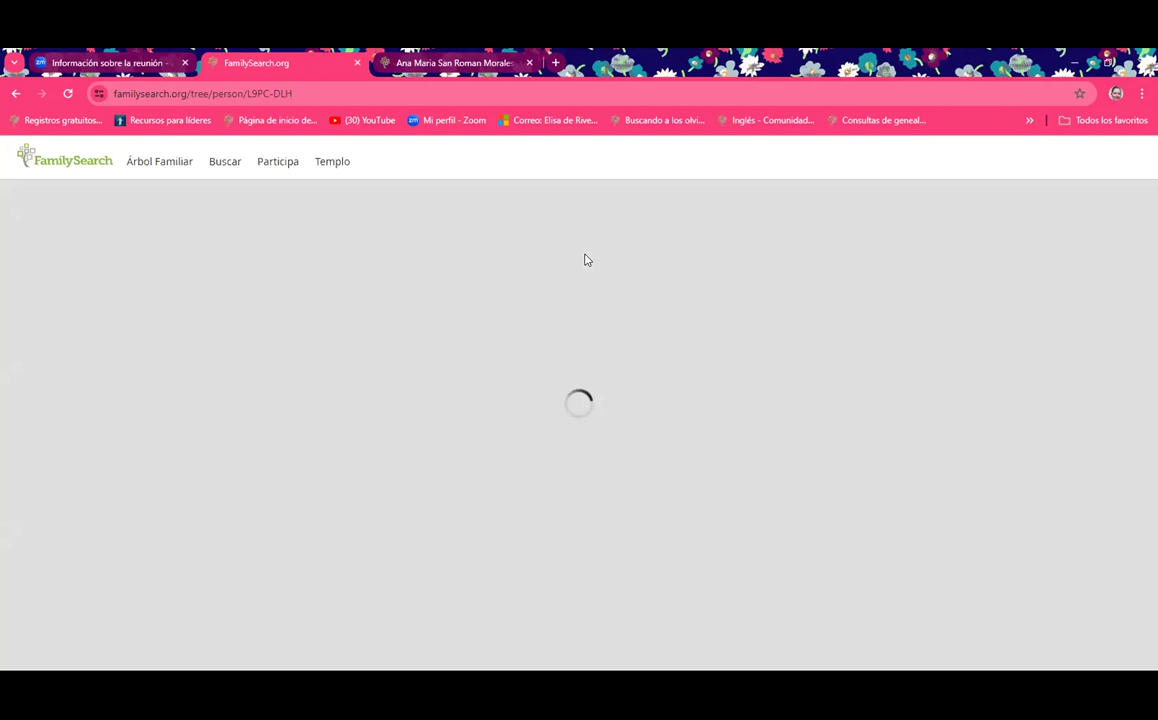 Información sobre la reunión -
FamilySearch.org
Ana Maria San Roman Morales
familysearch.org/tree/person/L9PC-DLH
Registros gratuitos...
Recursos para líderes
Página de inicio de...
(30) YouTube
Mi perfil - Zoom
Correo: Elisa de Rive...
Buscando a los olvi...
Inglés - Comunidad...
Consultas de geneal...
»
Todos los favoritos
FamilySearch
Árbol Familiar
Buscar
Participa
Templo